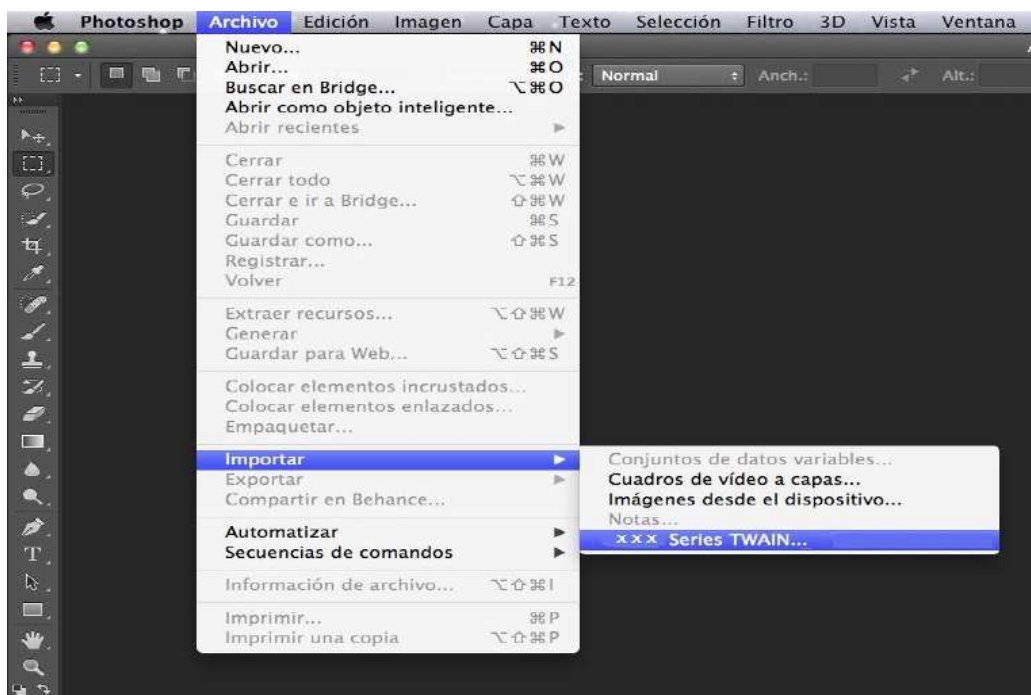 Photoshop Archivo Edición Imagen Capa Texto Selección Filtro 3D Vista Ventana
Normal Anch.: Alt.:
Nuevo... ⌘N
Abrir... ⌘O
Buscar en Bridge... ⌥⌘O
Abrir como objeto inteligente...
Abrir recientes
Cerrar ⌘W
Cerrar todo ⌥⌘W
Cerrar e ir a Bridge... ⇧⌘W
Guardar ⌘S
Guardar como... ⇧⌘S
Registrar...
Volver F12
Extraer recursos... ⌥⇧⌘W
Generar
Guardar para Web... ⌥⇧⌘S
Colocar elementos incrustados...
Colocar elementos enlazados...
Empaquetar...
Importar
Exportar
Compartir en Behance...
Automatizar
Secuencias de comandos
Información de archivo... ⌥⇧⌘I
Imprimir... ⌘P
Imprimir una copia ⌥⇧⌘P
Conjuntos de datos variables...
Cuadros de vídeo a capas...
Imágenes desde el dispositivo...
Notas...
xxx Series TWAIN...